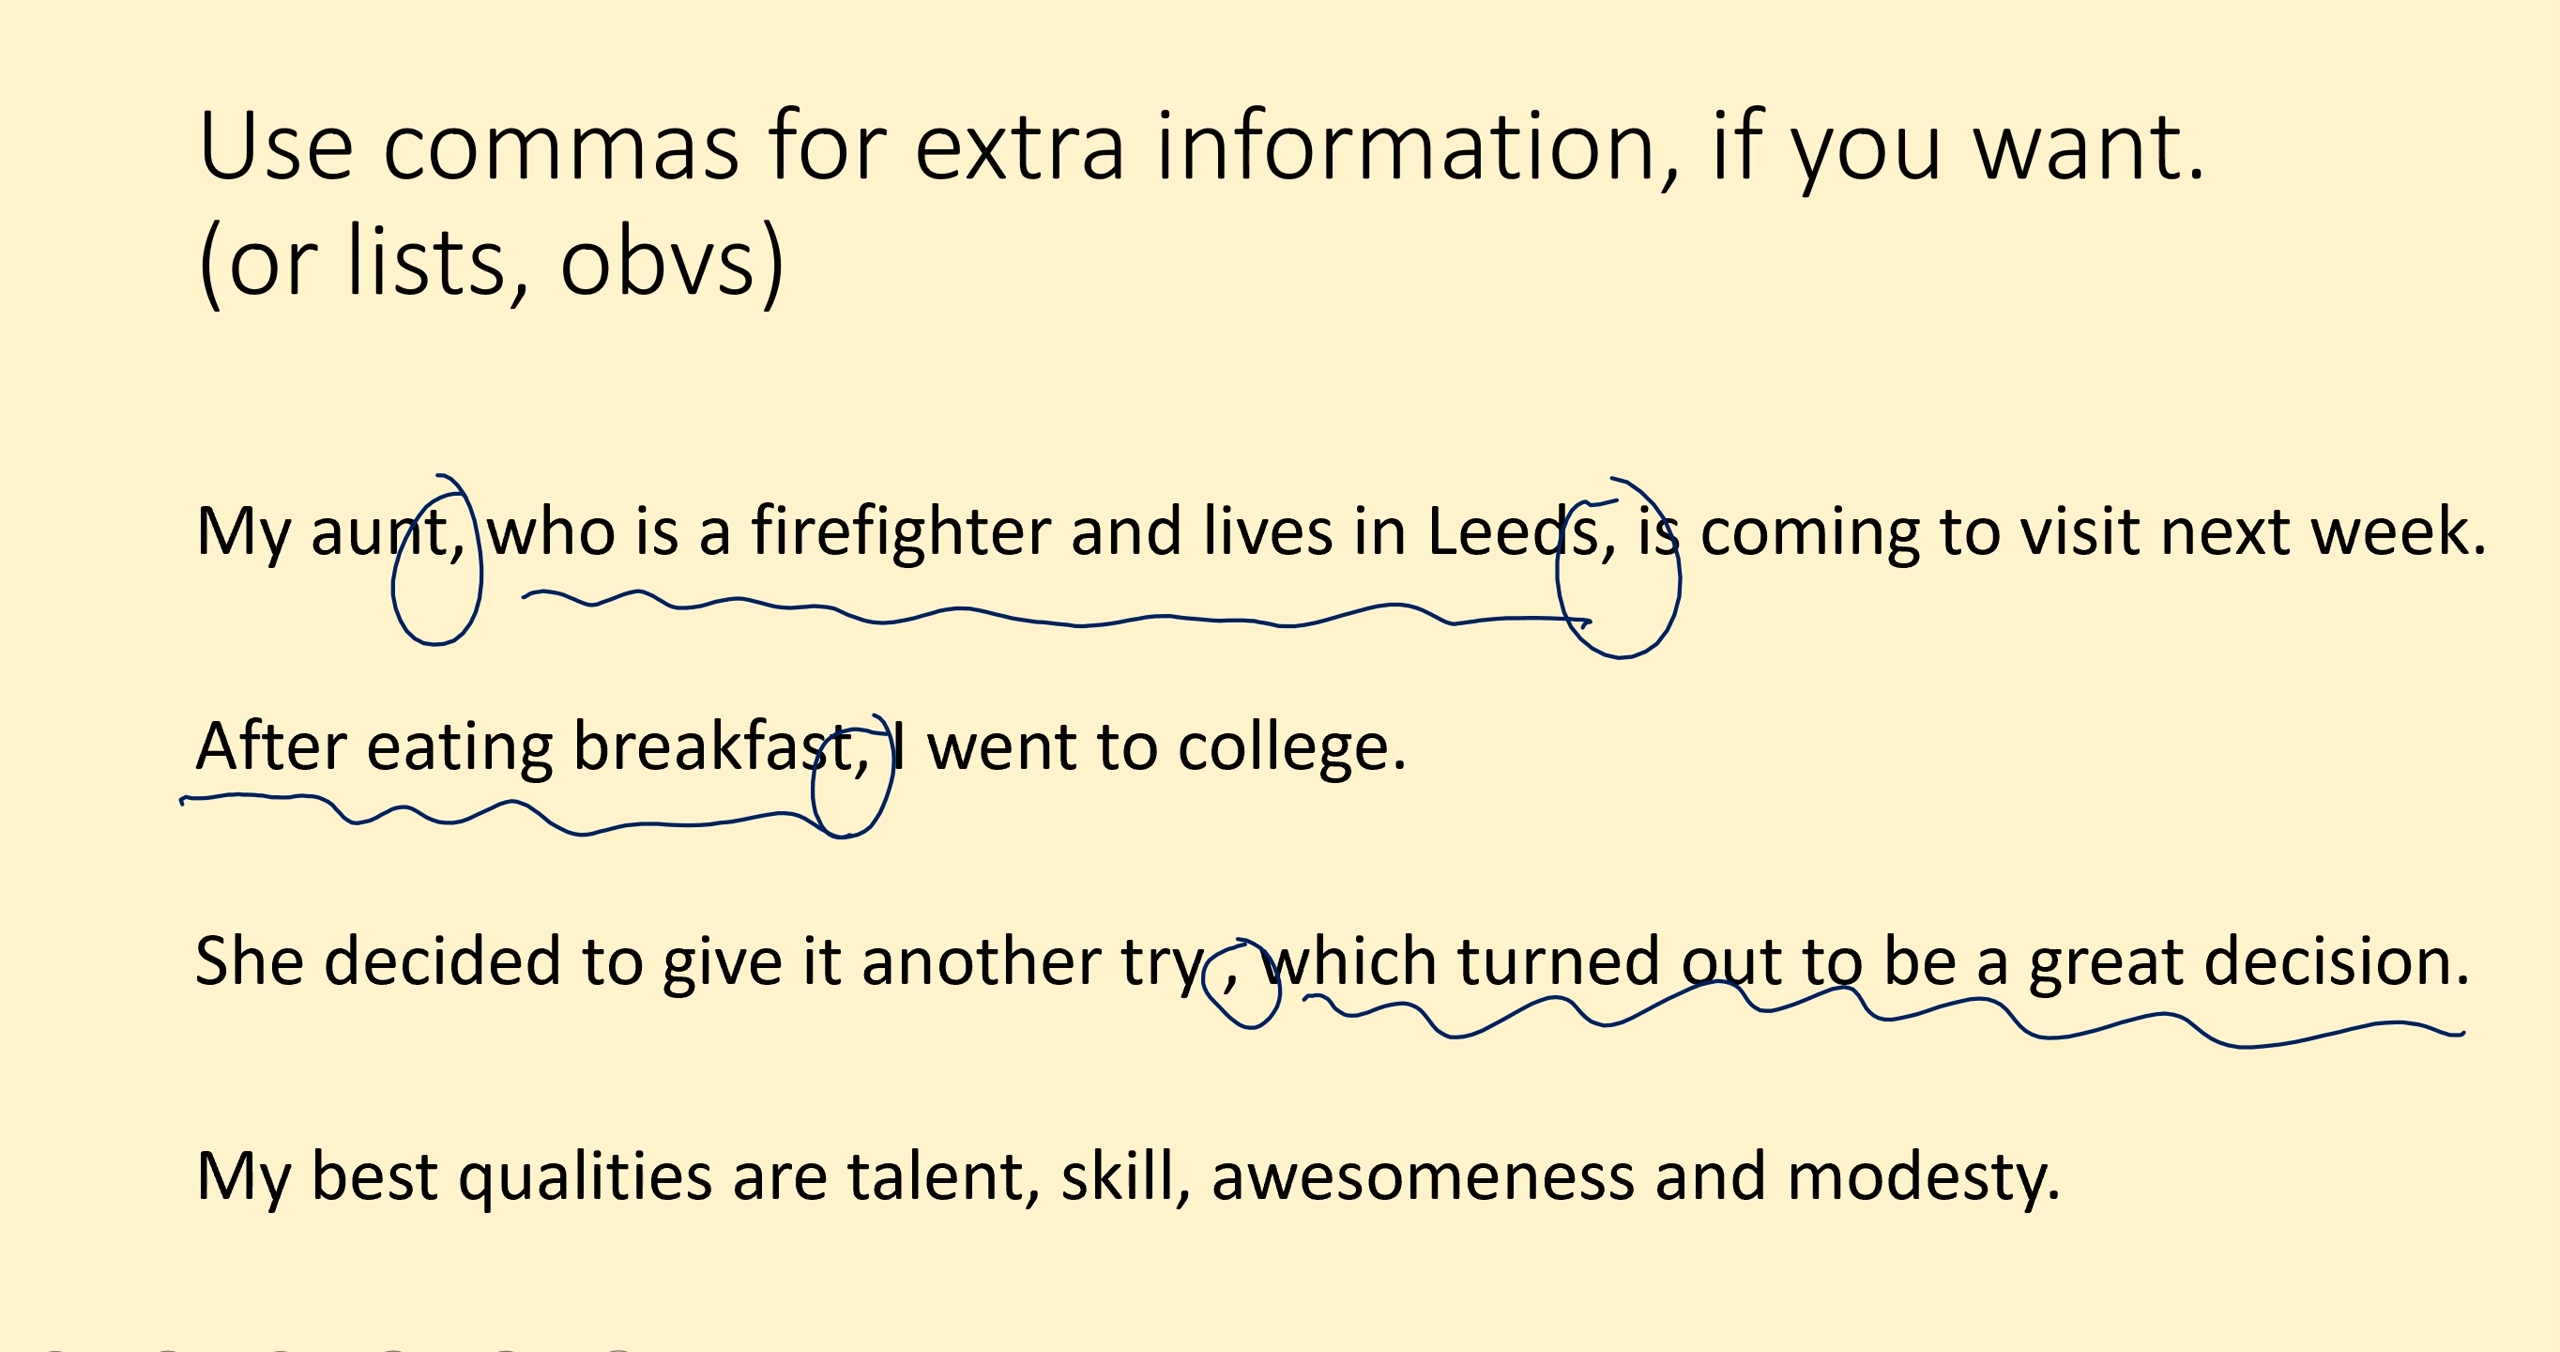 Use commas for extra information, if you want.
(or lists, obvs)
My aunt, who is a firefighter and lives in Leeds, is coming to visit next week.
After eating breakfast, I went to college.
She decided to give it another try , which turned out to be a great decision.
My best qualities are talent, skill, awesomeness and modesty.